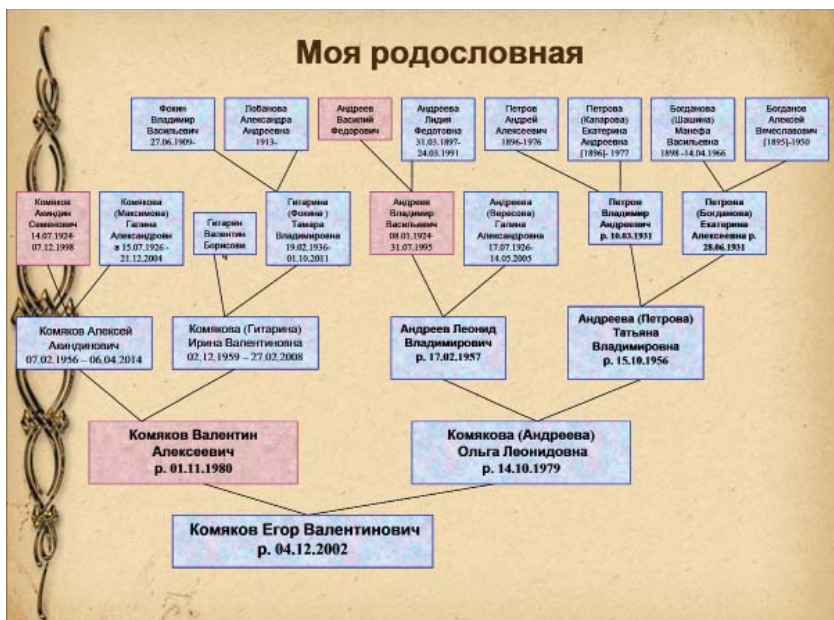 Моя родословная
Фокин
Владимир
Васильевич
27.06.1909-
Лобанова
Александра
Андреевна
1913-
Андреев
Василий
Федорович
Андреева
Лидия
Федотовна
31.03.1897-
24.03.1991
Петров
Андрей
Алексеевич
1896-1976
Петрова
(Капарова)
Екатерина
Андреевна
[1896]- 1977
Богданова
(Шашина)
Манефа
Васильевна
1898 -14.04.1966
Богданов
Алексей
Вячеславович
[1895]-1950
Комяков
Акиндин
Семенович
14.07.1924-
07.12.1998
Комякова
(Максимова)
Галина
Александровн
а 15.07.1926 -
21.12.2004
Гитарин
Валентин
Борисови
ч
Гитарина
(Фокина )
Тамара
Владимировна
19.02.1936-
01.10.2011
Андреев
Владимир
Васильевич
08.01.1924-
31.07.1995
Андреева
(Вересова)
Галина
Александровна
17.07.1926-
14.05.2005
Петров
Владимир
Андреевич
р. 10.03.1931
Петрова
(Богданова)
Екатерина
Алексеевна р.
28.06.1931
Комяков Алексей
Акиндинович
07.02.1956 – 06.04.2014
Комякова (Гитарина)
Ирина Валентиновна
02.12.1959 – 27.02.2008
Андреев Леонид
Владимирович
р. 17.02.1957
Андреева (Петрова)
Татьяна
Владимировна
р. 15.10.1956
Комяков Валентин
Алексеевич
р. 01.11.1980
Комякова (Андреева)
Ольга Леонидовна
р. 14.10.1979
Комяков Егор Валентинович
р. 04.12.2002